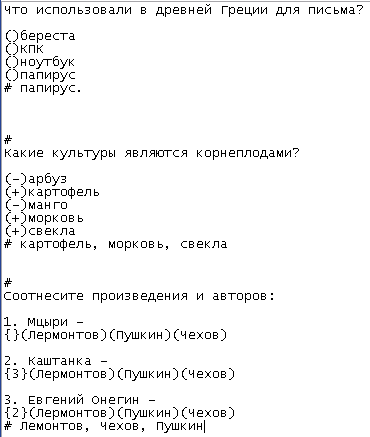 Что использовали в древней Греции для письма?
()береста
()кпк
()ноутбук
()папирус
# папирус.
#
Какие культуры являются корнеплодами?
(-)арбуз
(+)картофель
(-)манго
(+)морковь
(+)свекла
# картофель, морковь, свекла
#
Соотнесите произведения и авторов:
1. Мцыри -
{}(Лермонтов)(Пушкин)(Чехов)
2. Каштанка -
{3}(Лермонтов)(Пушкин)(Чехов)
3. Евгений Онегин -
{2}(Лермонтов)(Пушкин)(Чехов)
# Лемонтов, Чехов, Пушкин